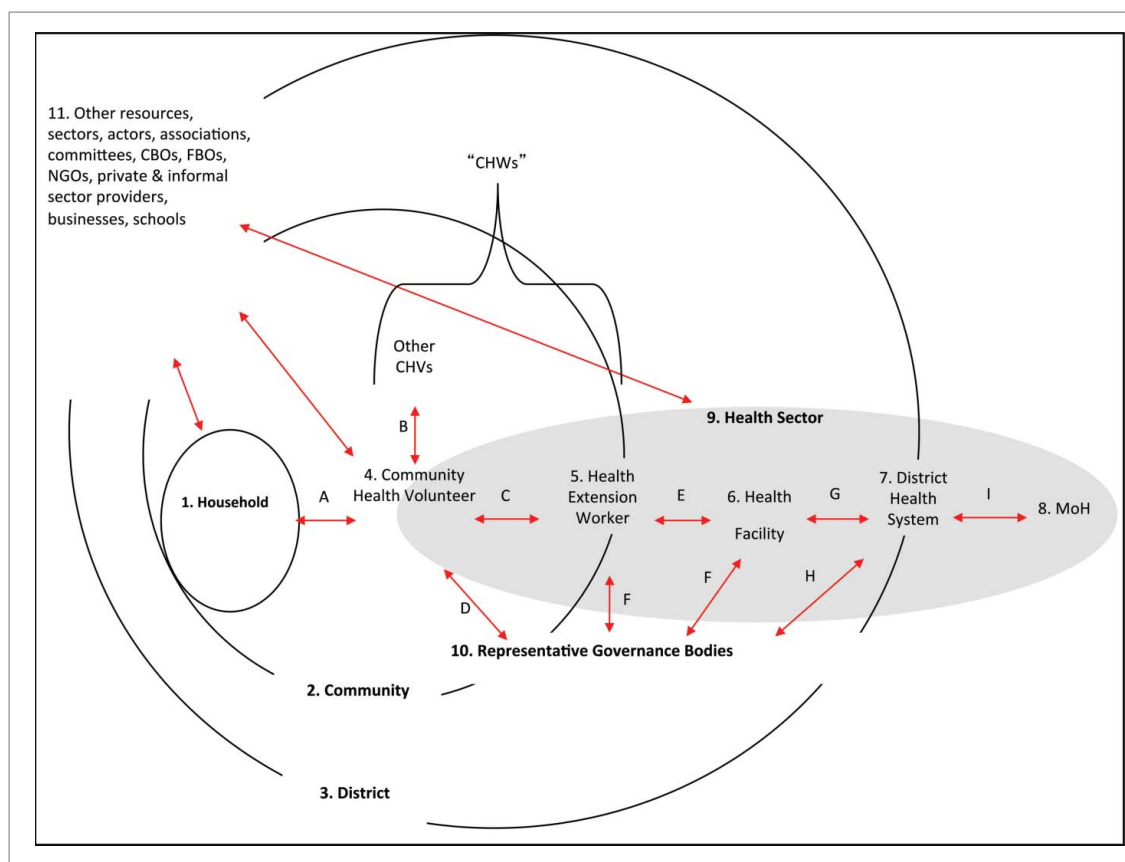 11. Other resources,
sectors, actors, associations,
committees, CBOs, FBOs,
NGOs, private & informal
sector providers,
businesses, schools
“CHWs”
Other
CHVs
B
9. Health Sector
1. Household
A
4. Community
Health Volunteer
C
5. Health
Extension
Worker
E
6. Health
Facility
G
7. District
Health
System
I
8. MoH
D
F
F
H
10. Representative Governance Bodies
2. Community
3. District